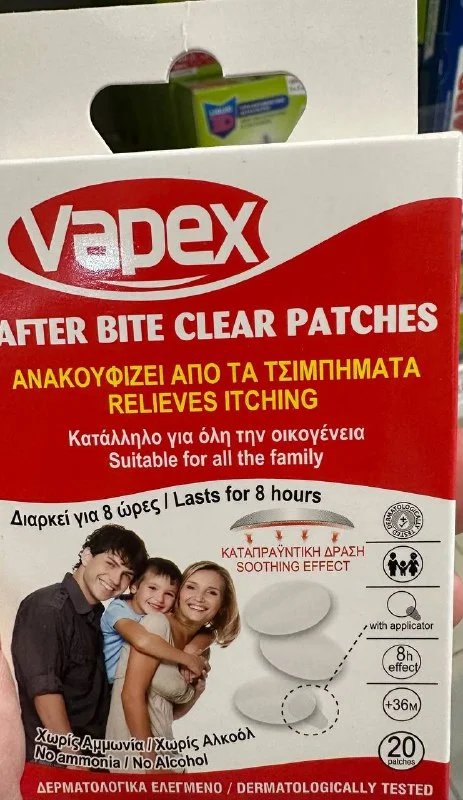 Vapex
AFTER BITE CLEAR PATCHES
ΑΝΑΚΟΥΦΙΖΕΙ ΑΠΟ ΤΑ ΤΣΙΜΠΗΜΑΤΑ
RELIEVES ITCHING
Κατάλληλο για όλη την οικογένεια
Suitable for all the family
Διαρκεί για 8 ώρες / Lasts for 8 hours
ΚΑΤΑΠΡΑΫΝΤΙΚΗ ΔΡΑΣΗ
SOOTHING EFFECT
DERMATOLOGICALLY TESTED
with applicator
8h
effect
+36M
20
patches
Χωρίς Αμμωνία / Χωρίς Αλκοόλ
No ammonia / No Alcohol
ΔΕΡΜΑΤΟΛΟΓΙΚΑ ΕΛΕΓΜΕΝΟ / DERMATOLOGICALLY TESTED